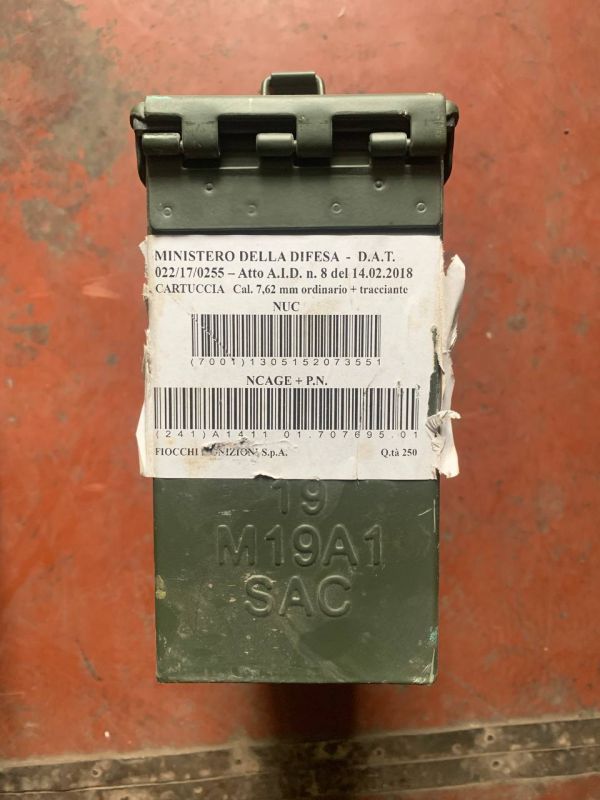 MINISTERO DELLA DIFESA - D.A.T.
022/17/0255 – Atto A.I.D. n. 8 del 14.02.2018
CARTUCCIA Cal. 7,62 mm ordinario + tracciante
NUC
(7001)1305152073551
NCAGE + P.N.
(241)A1411 01.707695.01
FIOCCHI MUNIZIONI S.p.A. Q.tà 250
19
M19A1
SAC